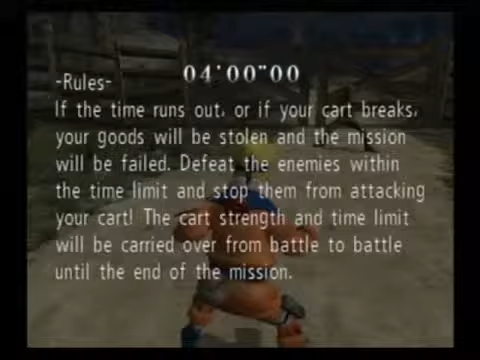 04'00"00
-Rules-
If the time runs out, or if your cart breaks,
your goods will be stolen and the mission
will be failed. Defeat the enemies within
the time limit and stop them from attacking
your cart! The cart strength and time limit
will be carried over from battle to battle
until the end of the mission.